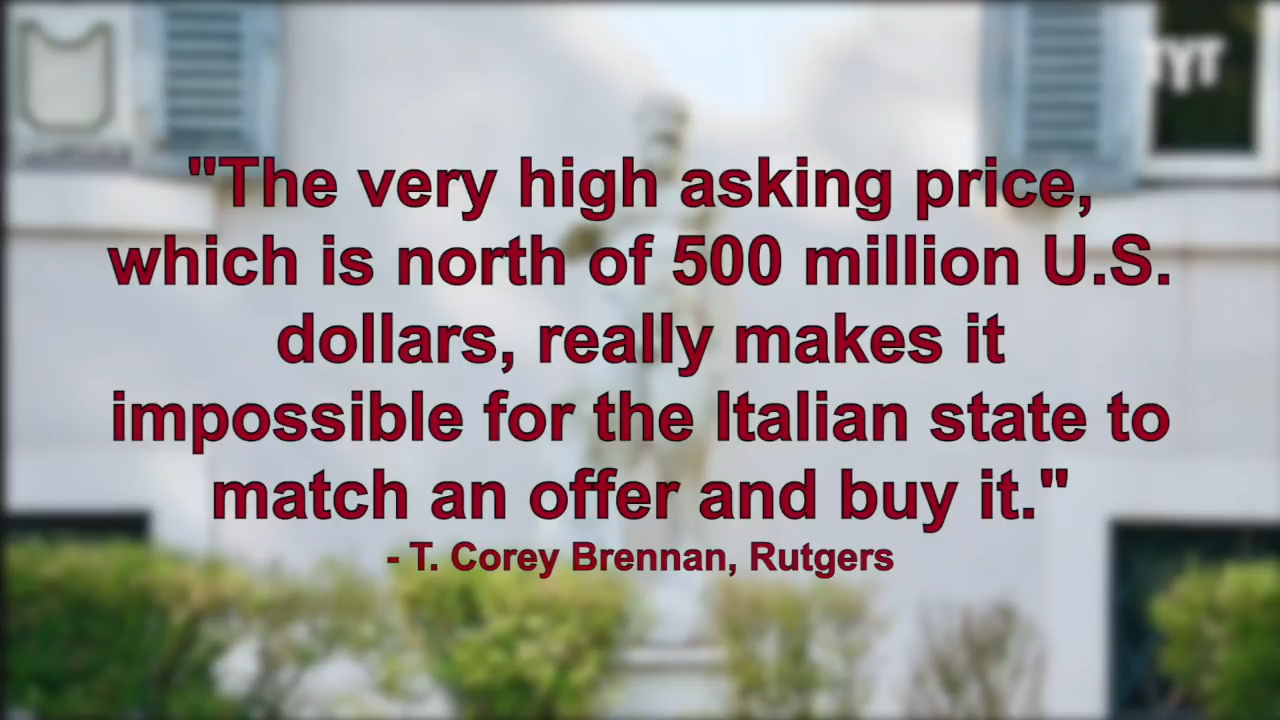 TYT
"The very high asking price,
which is north of 500 million U.S.
dollars, really makes it
impossible for the Italian state to
match an offer and buy it."
- T. Corey Brennan, Rutgers